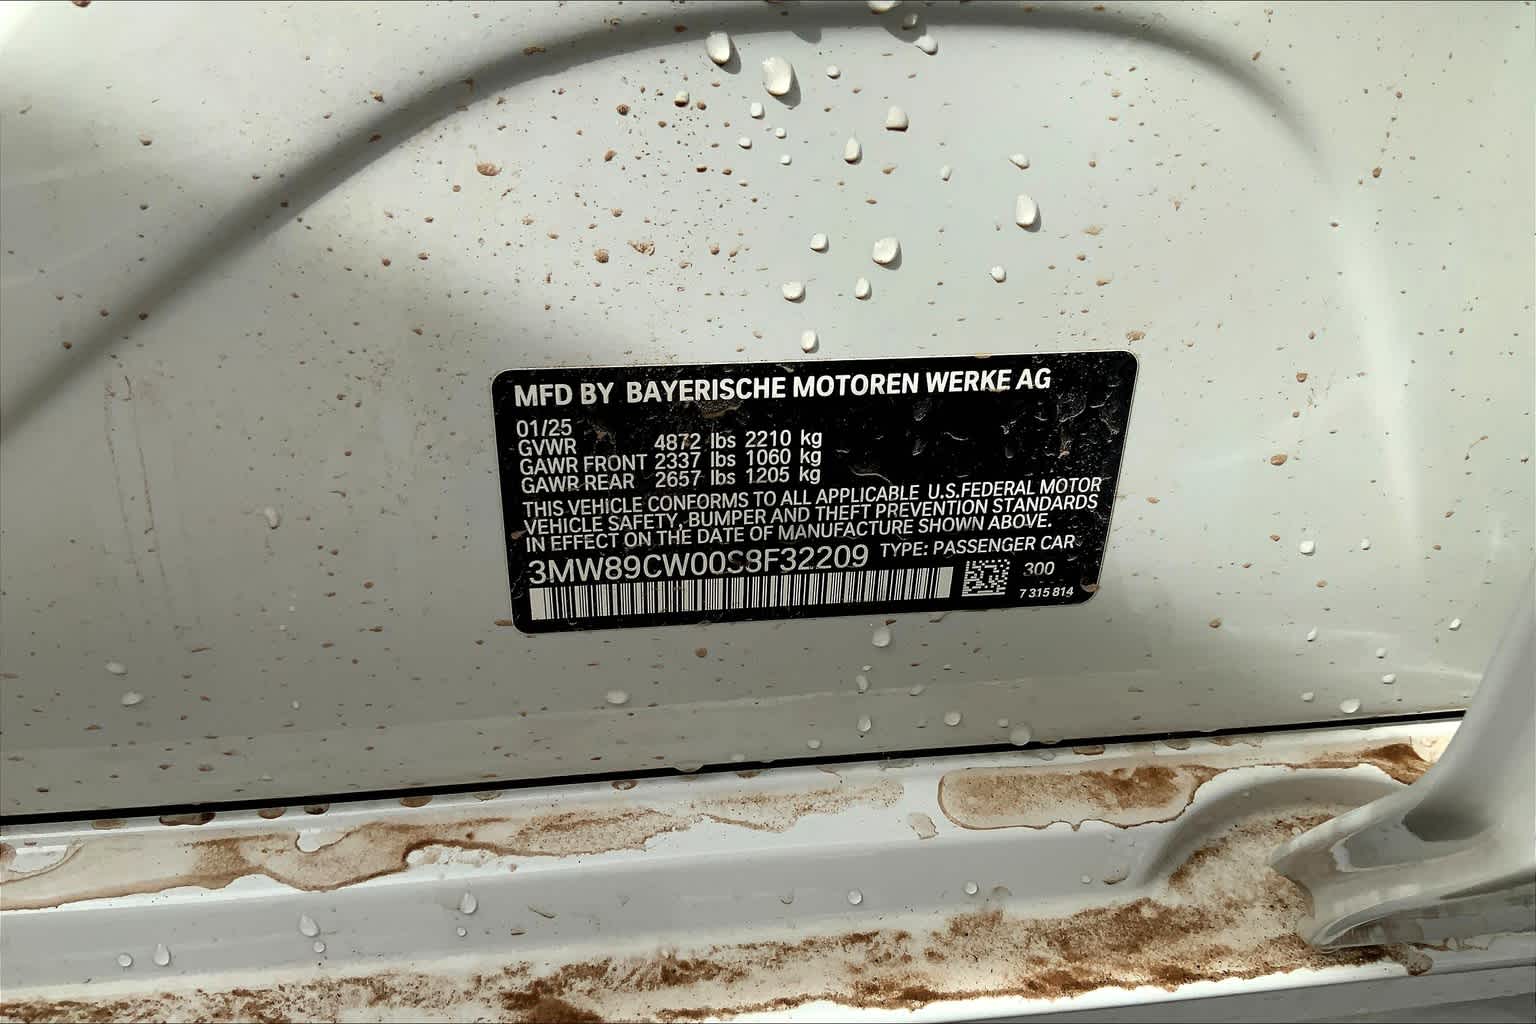 MFD BY BAYERISCHE MOTOREN WERKE AG
01/25
GVWR 4872 lbs 2210 kg
GAWR FRONT 2337 lbs 1060 kg
GAWR REAR 2657 lbs 1205 kg
THIS VEHICLE CONFORMS TO ALL APPLICABLE U.S.FEDERAL MOTOR
VEHICLE SAFETY, BUMPER AND THEFT PREVENTION STANDARDS
IN EFFECT ON THE DATE OF MANUFACTURE SHOWN ABOVE.
3MW89CW00S8F32209 TYPE: PASSENGER CAR
300
7 315 814